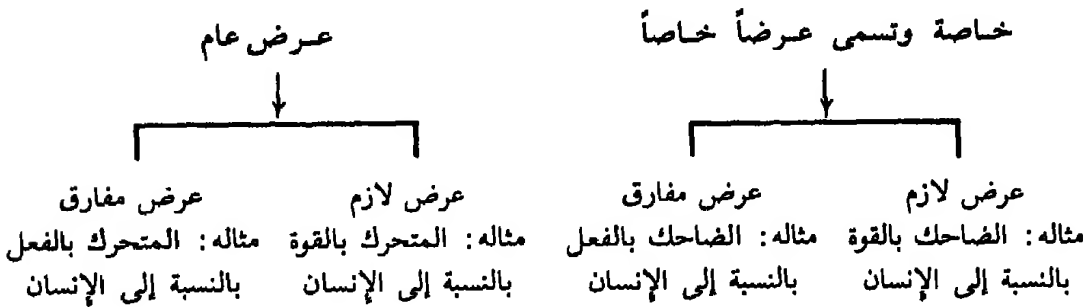 خاصة وتسمى عرضاً خاصاً
عرض عام
عرض لازم
مثاله: الضاحك بالقوة
بالنسبة إلى الإنسان
عرض مفارق
مثاله: الضاحك بالفعل
بالنسبة إلى الإنسان
عرض لازم
مثاله: المتحرك بالقوة
بالنسبة إلى الإنسان
عرض مفارق
مثاله: المتحرك بالفعل
بالنسبة إلى الإنسان